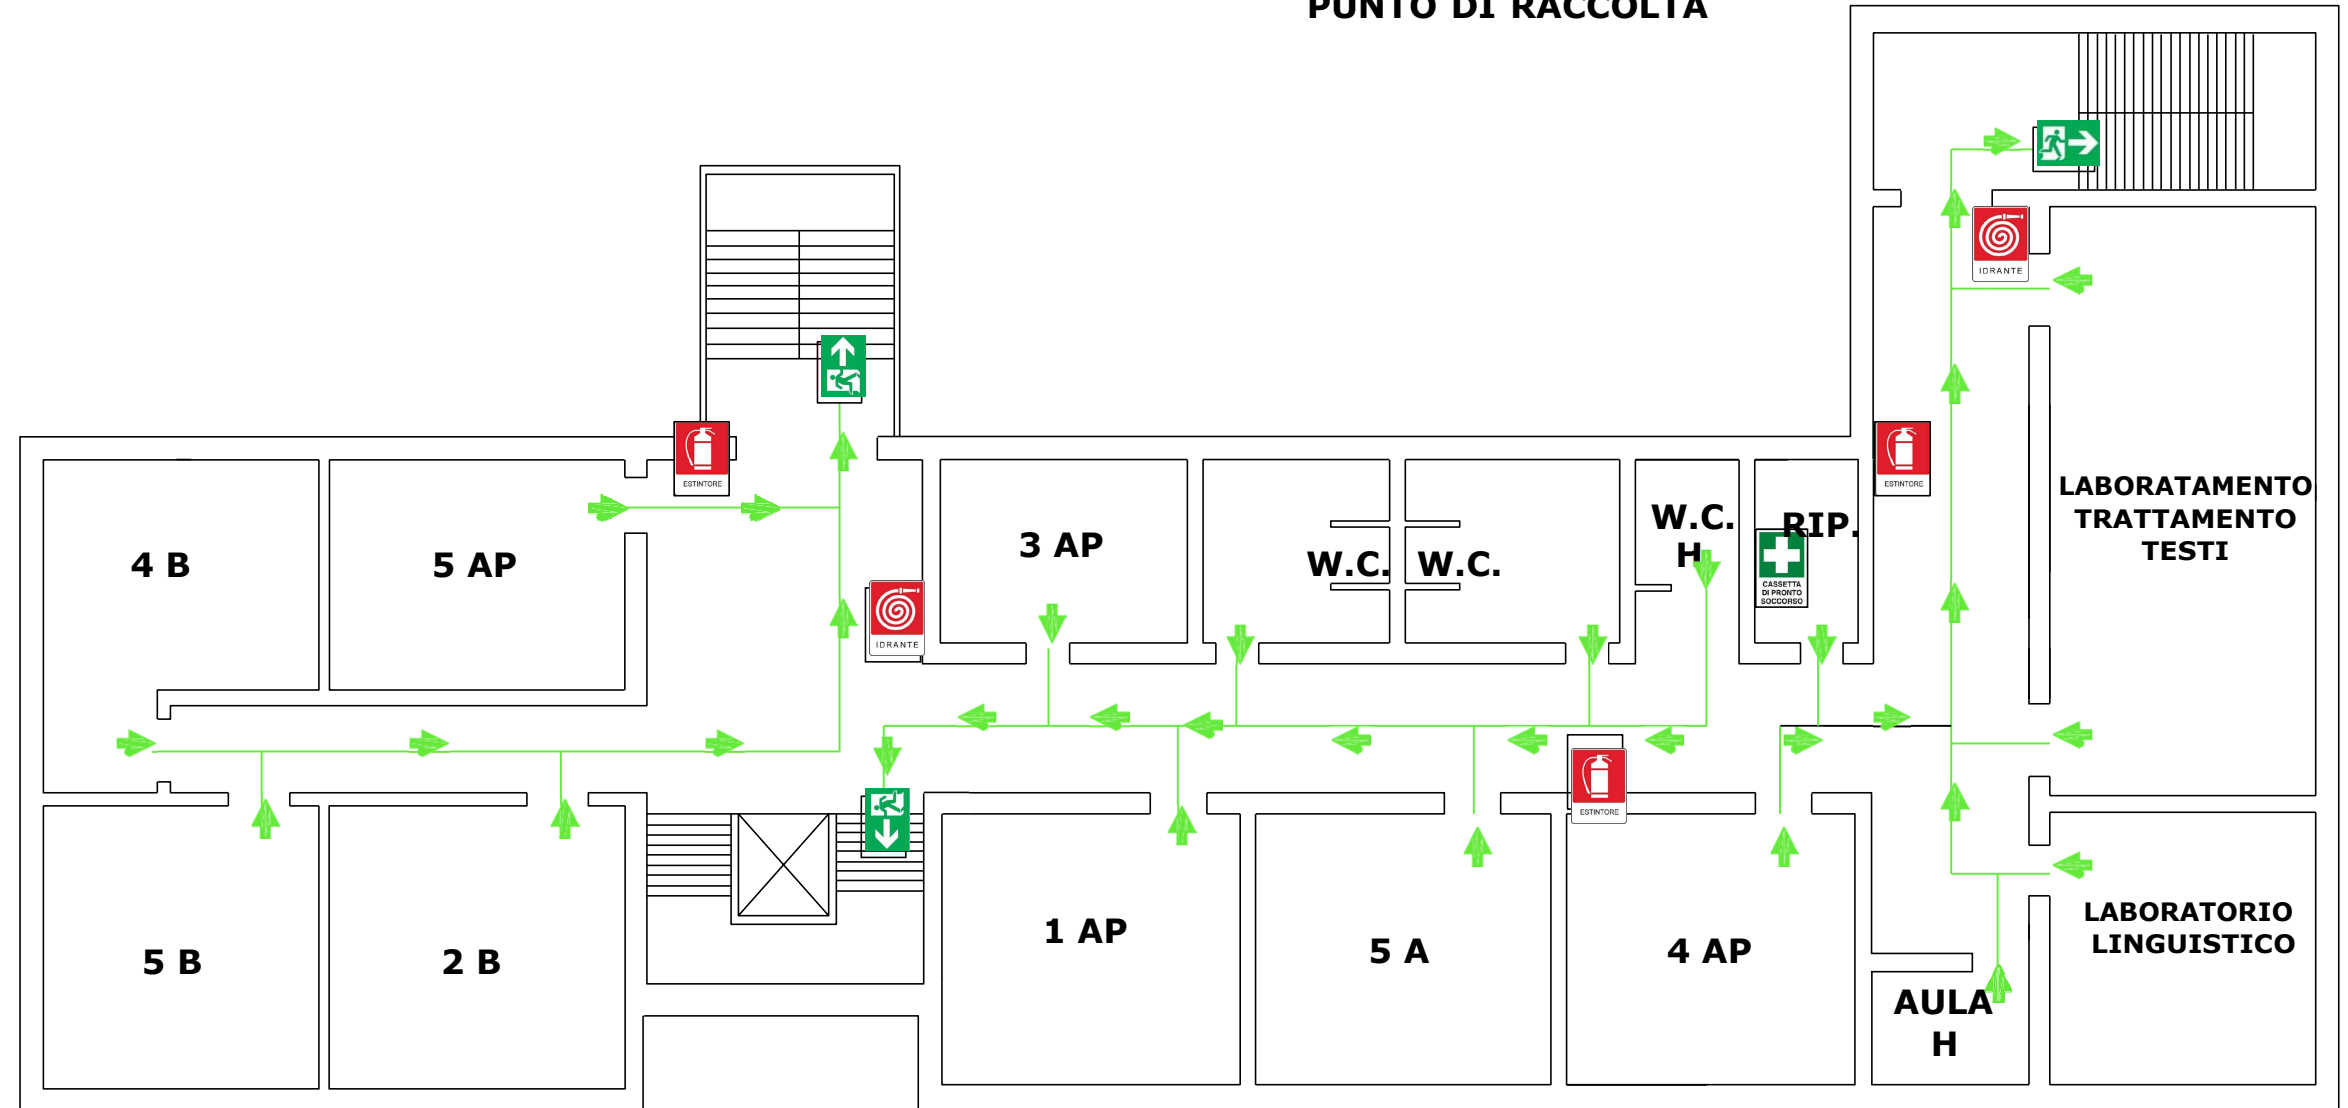 PUNTO DI RACCOLTA
IDRANTE
ESTINTORE
ESTINTORE
LABORATAMENTO
TRATTAMENTO
TESTI
4 B
5 AP
3 AP
W.C.
W.C.
W.C.
H
RIP.
CASSETTA
DI PRONTO
SOCCORSO
IDRANTE
ESTINTORE
5 B
2 B
1 AP
5 A
4 AP
LABORATORIO
LINGUISTICO
AULA
H